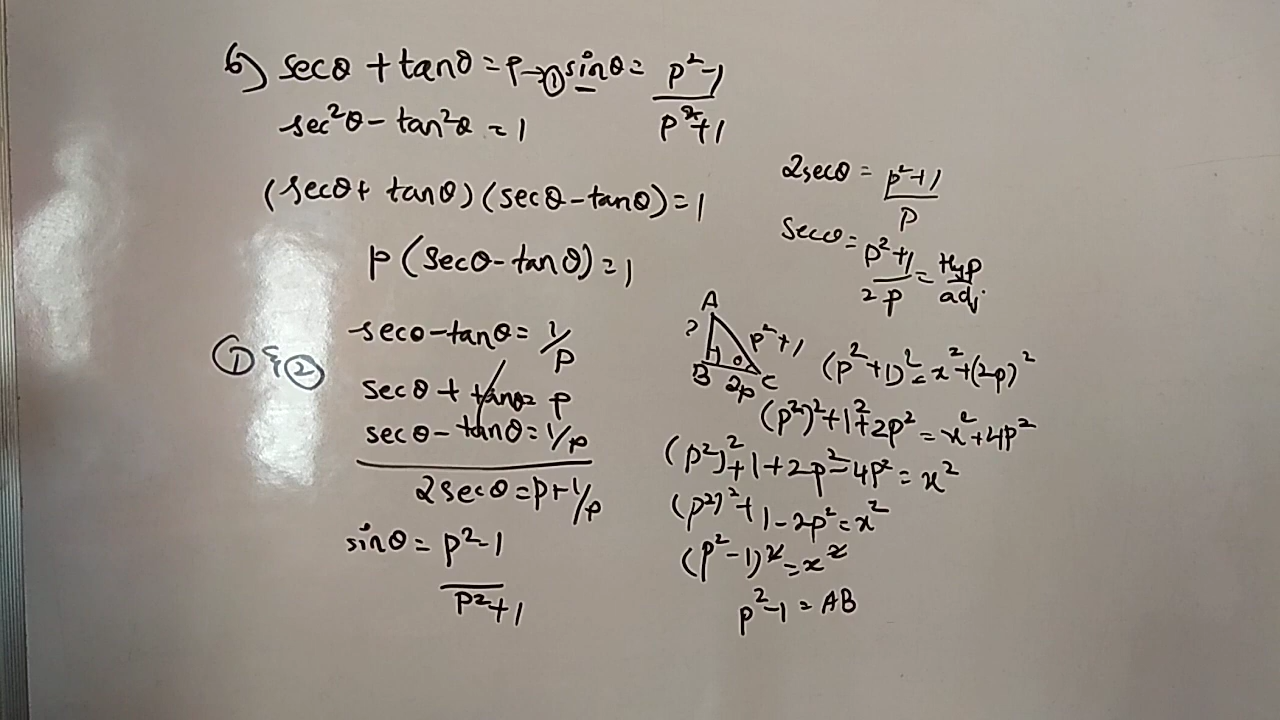 6) secθ + tanθ = P → ① sinθ = p²-1 / p²+1
sec²θ - tan²θ = 1
(secθ + tanθ) (secθ - tanθ) = 1
p (secθ - tanθ) = 1
① & ②
secθ - tanθ = 1/p
secθ + tanθ = p
secθ - tanθ = 1/p
2secθ = p + 1/p
sinθ = p²-1 / p²+1
2secθ = p²+1 / p
secθ = p²+1 / 2p = Hyp / adj.
A
? p²+1
B θ C
2p
(p²+1)² = x² + (2p)²
(p²)² + 1² + 2p² = x² + 4p²
(p²)² + 1 + 2p² - 4p² = x²
(p²)² + 1 - 2p² = x²
(p²-1)² = x²
p²-1 = AB